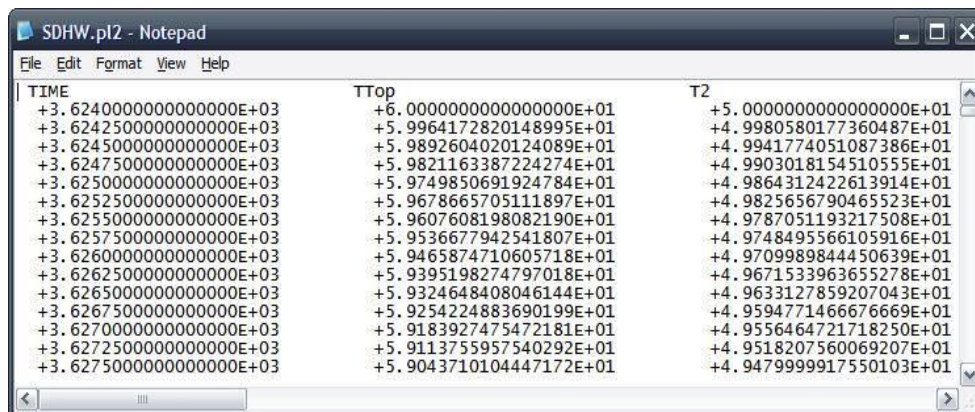 SDHW.pl2 - Notepad
File Edit Format View Help
TIME TTop T2
+3.6240000000000000E+03 +6.0000000000000000E+01 +5.0000000000000000E+01
+3.6242500000000000E+03 +5.9964172820148995E+01 +4.9980580177360487E+01
+3.6245000000000000E+03 +5.9892604020124089E+01 +4.9941774051087386E+01
+3.6247500000000000E+03 +5.9821163387224274E+01 +4.9903018154510555E+01
+3.6250000000000000E+03 +5.9749850691924784E+01 +4.9864312422613914E+01
+3.6252500000000000E+03 +5.9678665705111897E+01 +4.9825656790465523E+01
+3.6255000000000000E+03 +5.9607608198082190E+01 +4.9787051193217508E+01
+3.6257500000000000E+03 +5.9536677942541807E+01 +4.9748495566105916E+01
+3.6260000000000000E+03 +5.9465874710605718E+01 +4.9709989844450639E+01
+3.6262500000000000E+03 +5.9395198274797018E+01 +4.9671533963655278E+01
+3.6265000000000000E+03 +5.9324648408046144E+01 +4.9633127859207043E+01
+3.6267500000000000E+03 +5.9254224883690199E+01 +4.9594771466676669E+01
+3.6270000000000000E+03 +5.9183927475472181E+01 +4.9556464721718250E+01
+3.6272500000000000E+03 +5.9113755957540292E+01 +4.9518207560069207E+01
+3.6275000000000000E+03 +5.9043710104447172E+01 +4.9479999917550103E+01